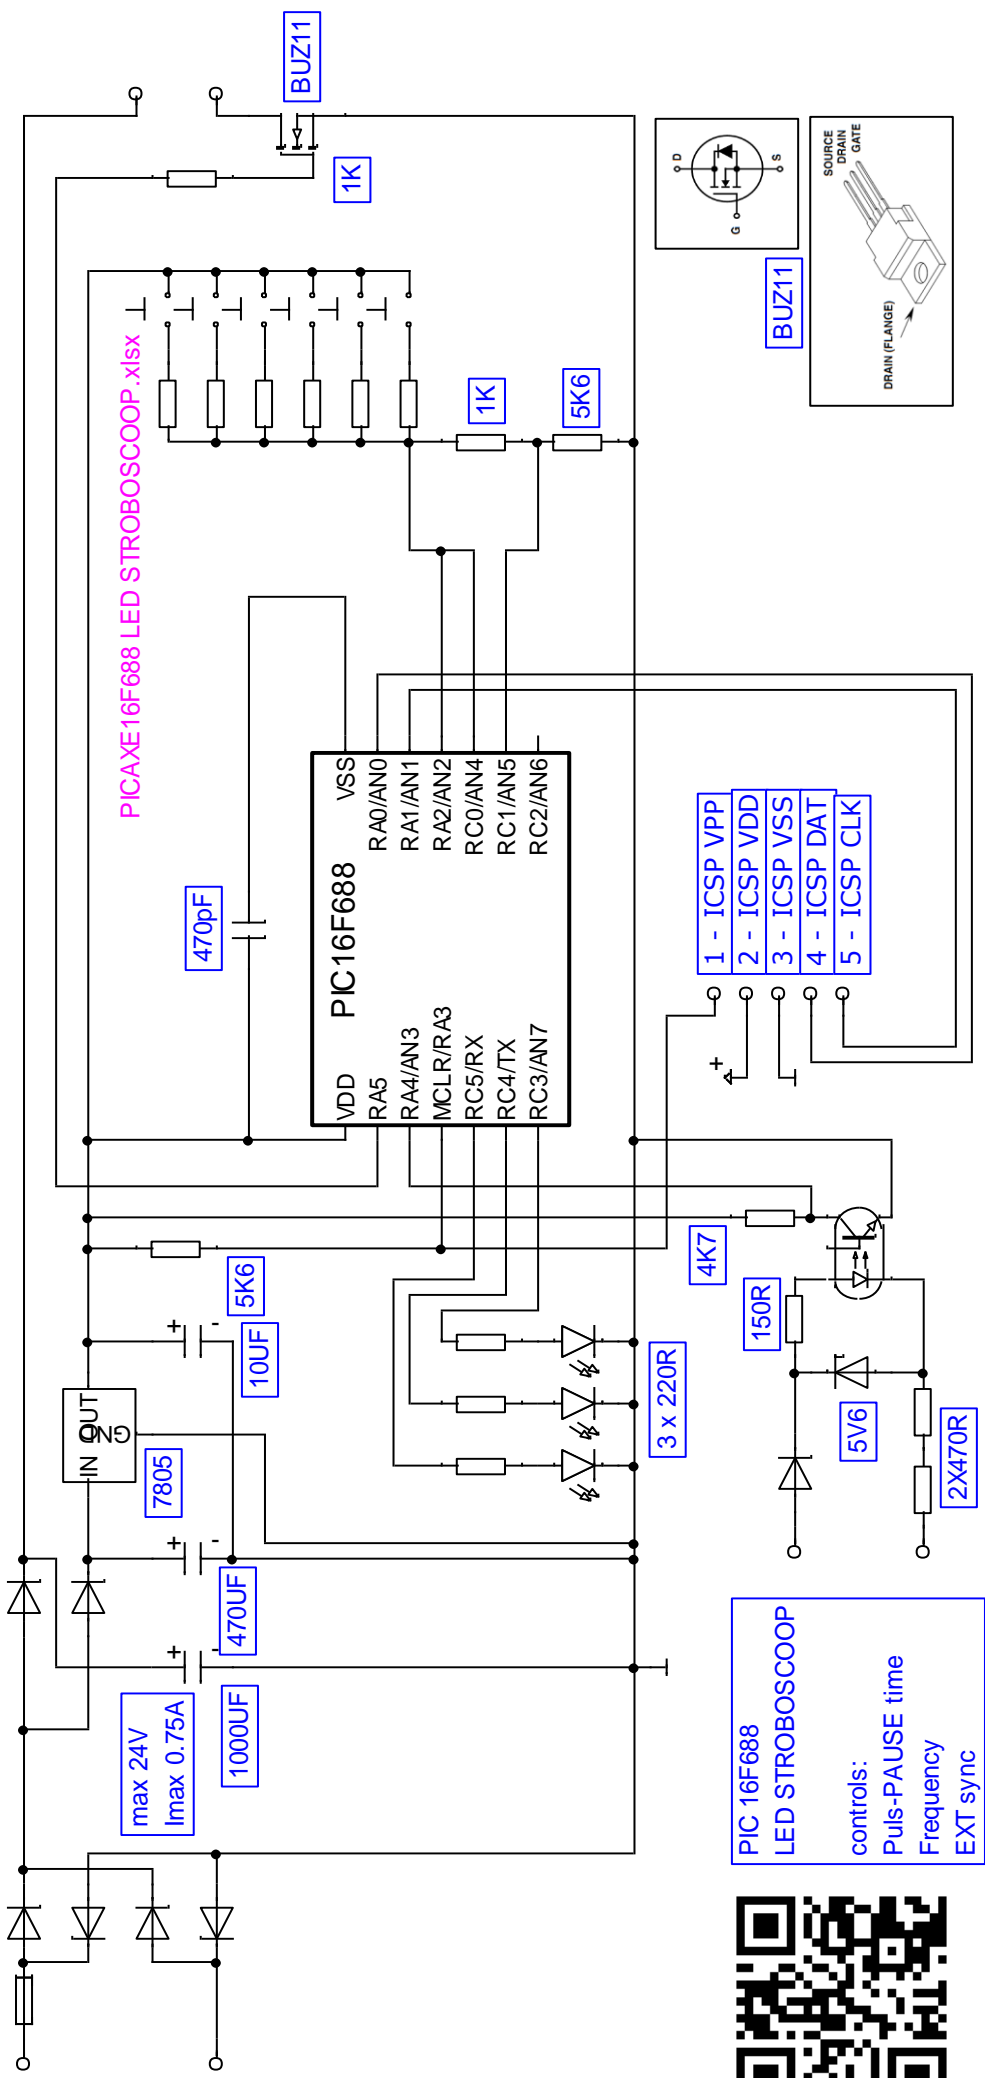 PICAXE16F688 LED STROBOSCOOP.xlsx
max 24V
Imax 0.75A
1000UF
470UF
7805
IN
OUT
GND
10UF
5K6
470pF
PIC16F688
VDD
RA5
RA4/AN3
MCLR/RA3
RC5/RX
RC4/TX
RC3/AN7
VSS
RA0/AN0
RA1/AN1
RA2/AN2
RC0/AN4
RC1/AN5
RC2/AN6
1K
5K6
1K
BUZ11
3 x 220R
4K7
150R
5V6
2X470R
1 - ICSP VPP
2 - ICSP VDD
3 - ICSP VSS
4 - ICSP DAT
5 - ICSP CLK
+
+
-
+
-
+
-
BUZ11
D
G
S
SOURCE
DRAIN
GATE
DRAIN (FLANGE)
PIC 16F688
LED STROBOSCOOP
controls:
Puls-PAUSE time
Frequency
EXT sync